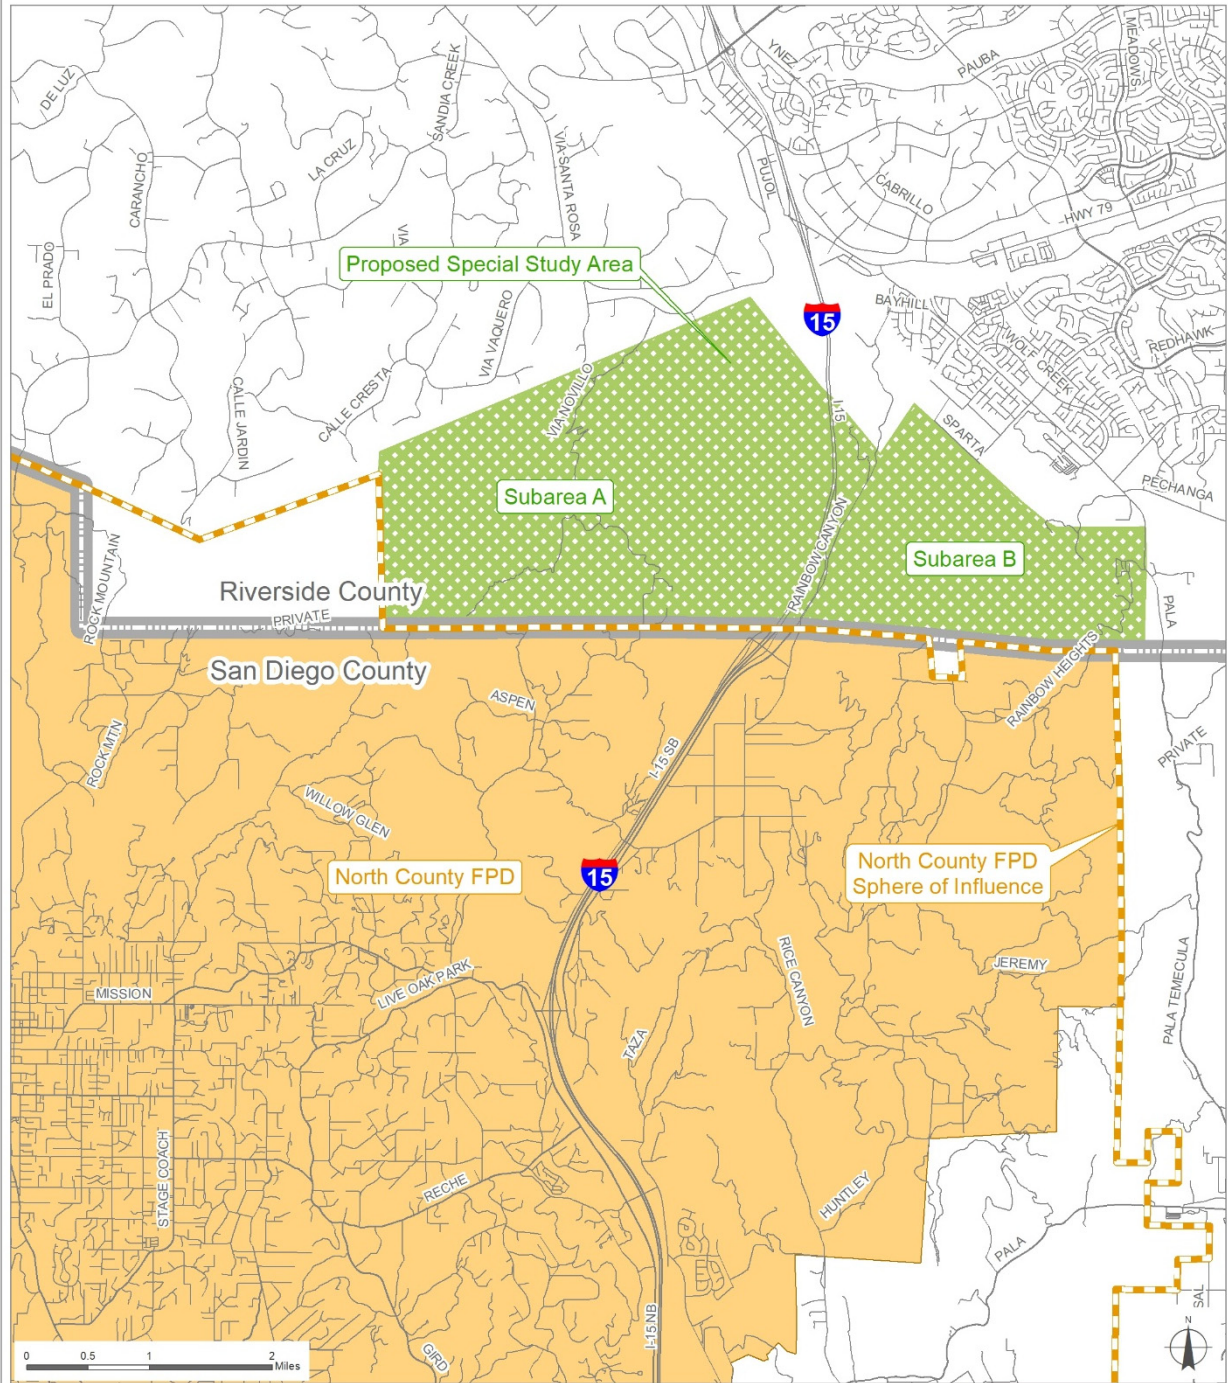 YNEZ
PAUBA
MEADOWS
DE LUZ
SANDIA CREEK
LA CRUZ
CARANCHO
VIA SANTA ROSA
PUJOL
CABRILLO
HWY 79
VIA
EL PRADO
Proposed Special Study Area
15
BAYHILL
VIA VAQUERO
WOLF CREEK
REDHAWK
CALLE JARDIN
CALLE CRESTA
VIA NOVILLO
I-15
SPARTA
PECHANGA
Subarea A
RAINBOW CANYON
Subarea B
ROCK MOUNTAIN
Riverside County
PRIVATE
PALA
San Diego County
RAINBOW HEIGHTS
ASPEN
ROCK MTN
I-15 SB
PRIVATE
WILLOW GLEN
North County FPD
15
North County FPD
Sphere of Influence
RICE CANYON
JEREMY
LIVE OAK PARK
MISSION
PALA TEMECULA
TAZA
STAGE COACH
RECHE
HUNTLEY
PALA
SAL
I-15 NB
GIRD
N
0 0.5 1 2
Miles